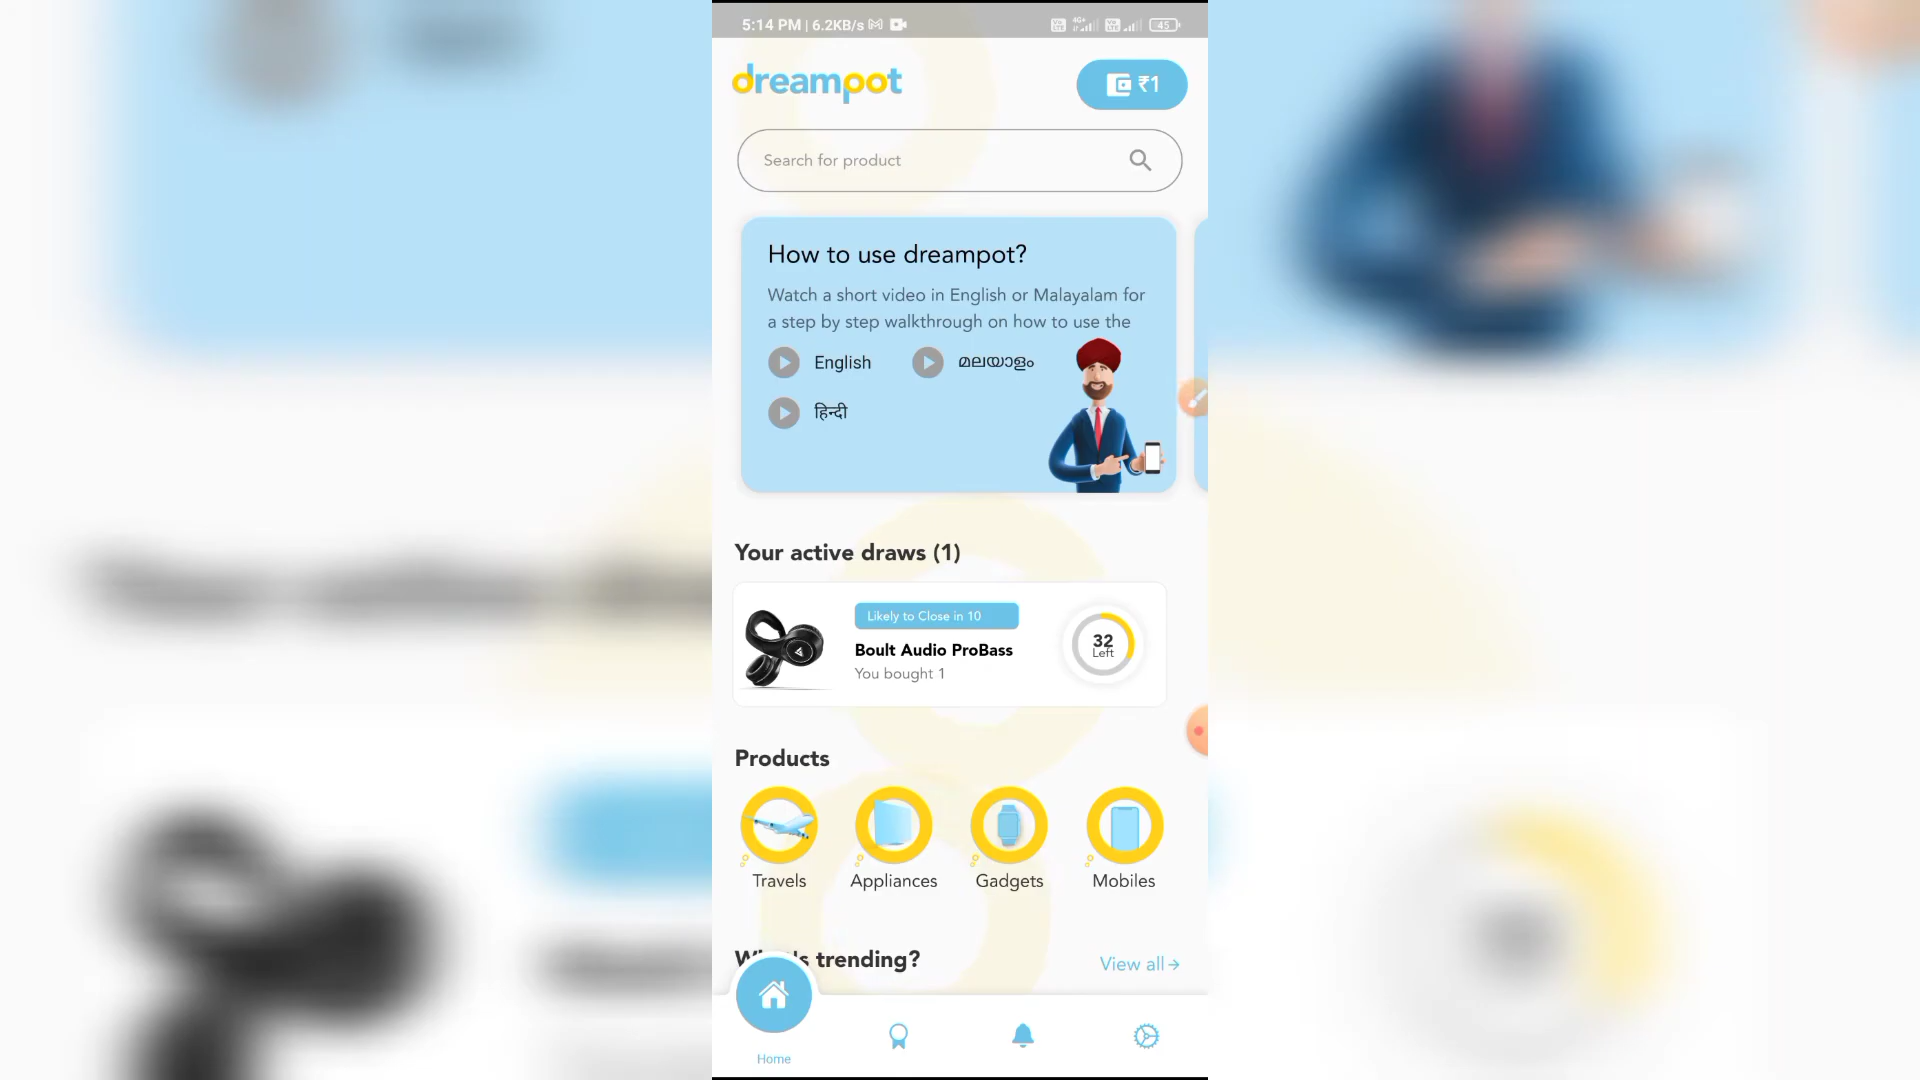 5:14 PM | 6.2KB/s
4G+
45
dreampot
₹1
Search for product
How to use dreampot?
Watch a short video in English or Malayalam for
a step by step walkthrough on how to use the
English
മലയാളം
हिन्दी
Your active draws (1)
Likely to Close in 10
Boult Audio ProBass
You bought 1
32
Left
Products
Travels
Appliances
Gadgets
Mobiles
trending?
View all
Home